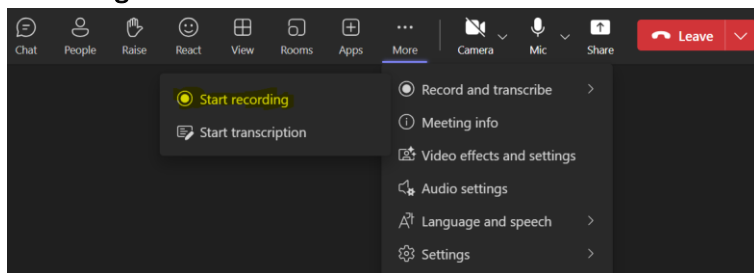 Chat People Raise React View Rooms Apps More Camera Mic Share Leave
Start recording
Start transcription
Record and transcribe
Meeting info
Video effects and settings
Audio settings
Language and speech
Settings